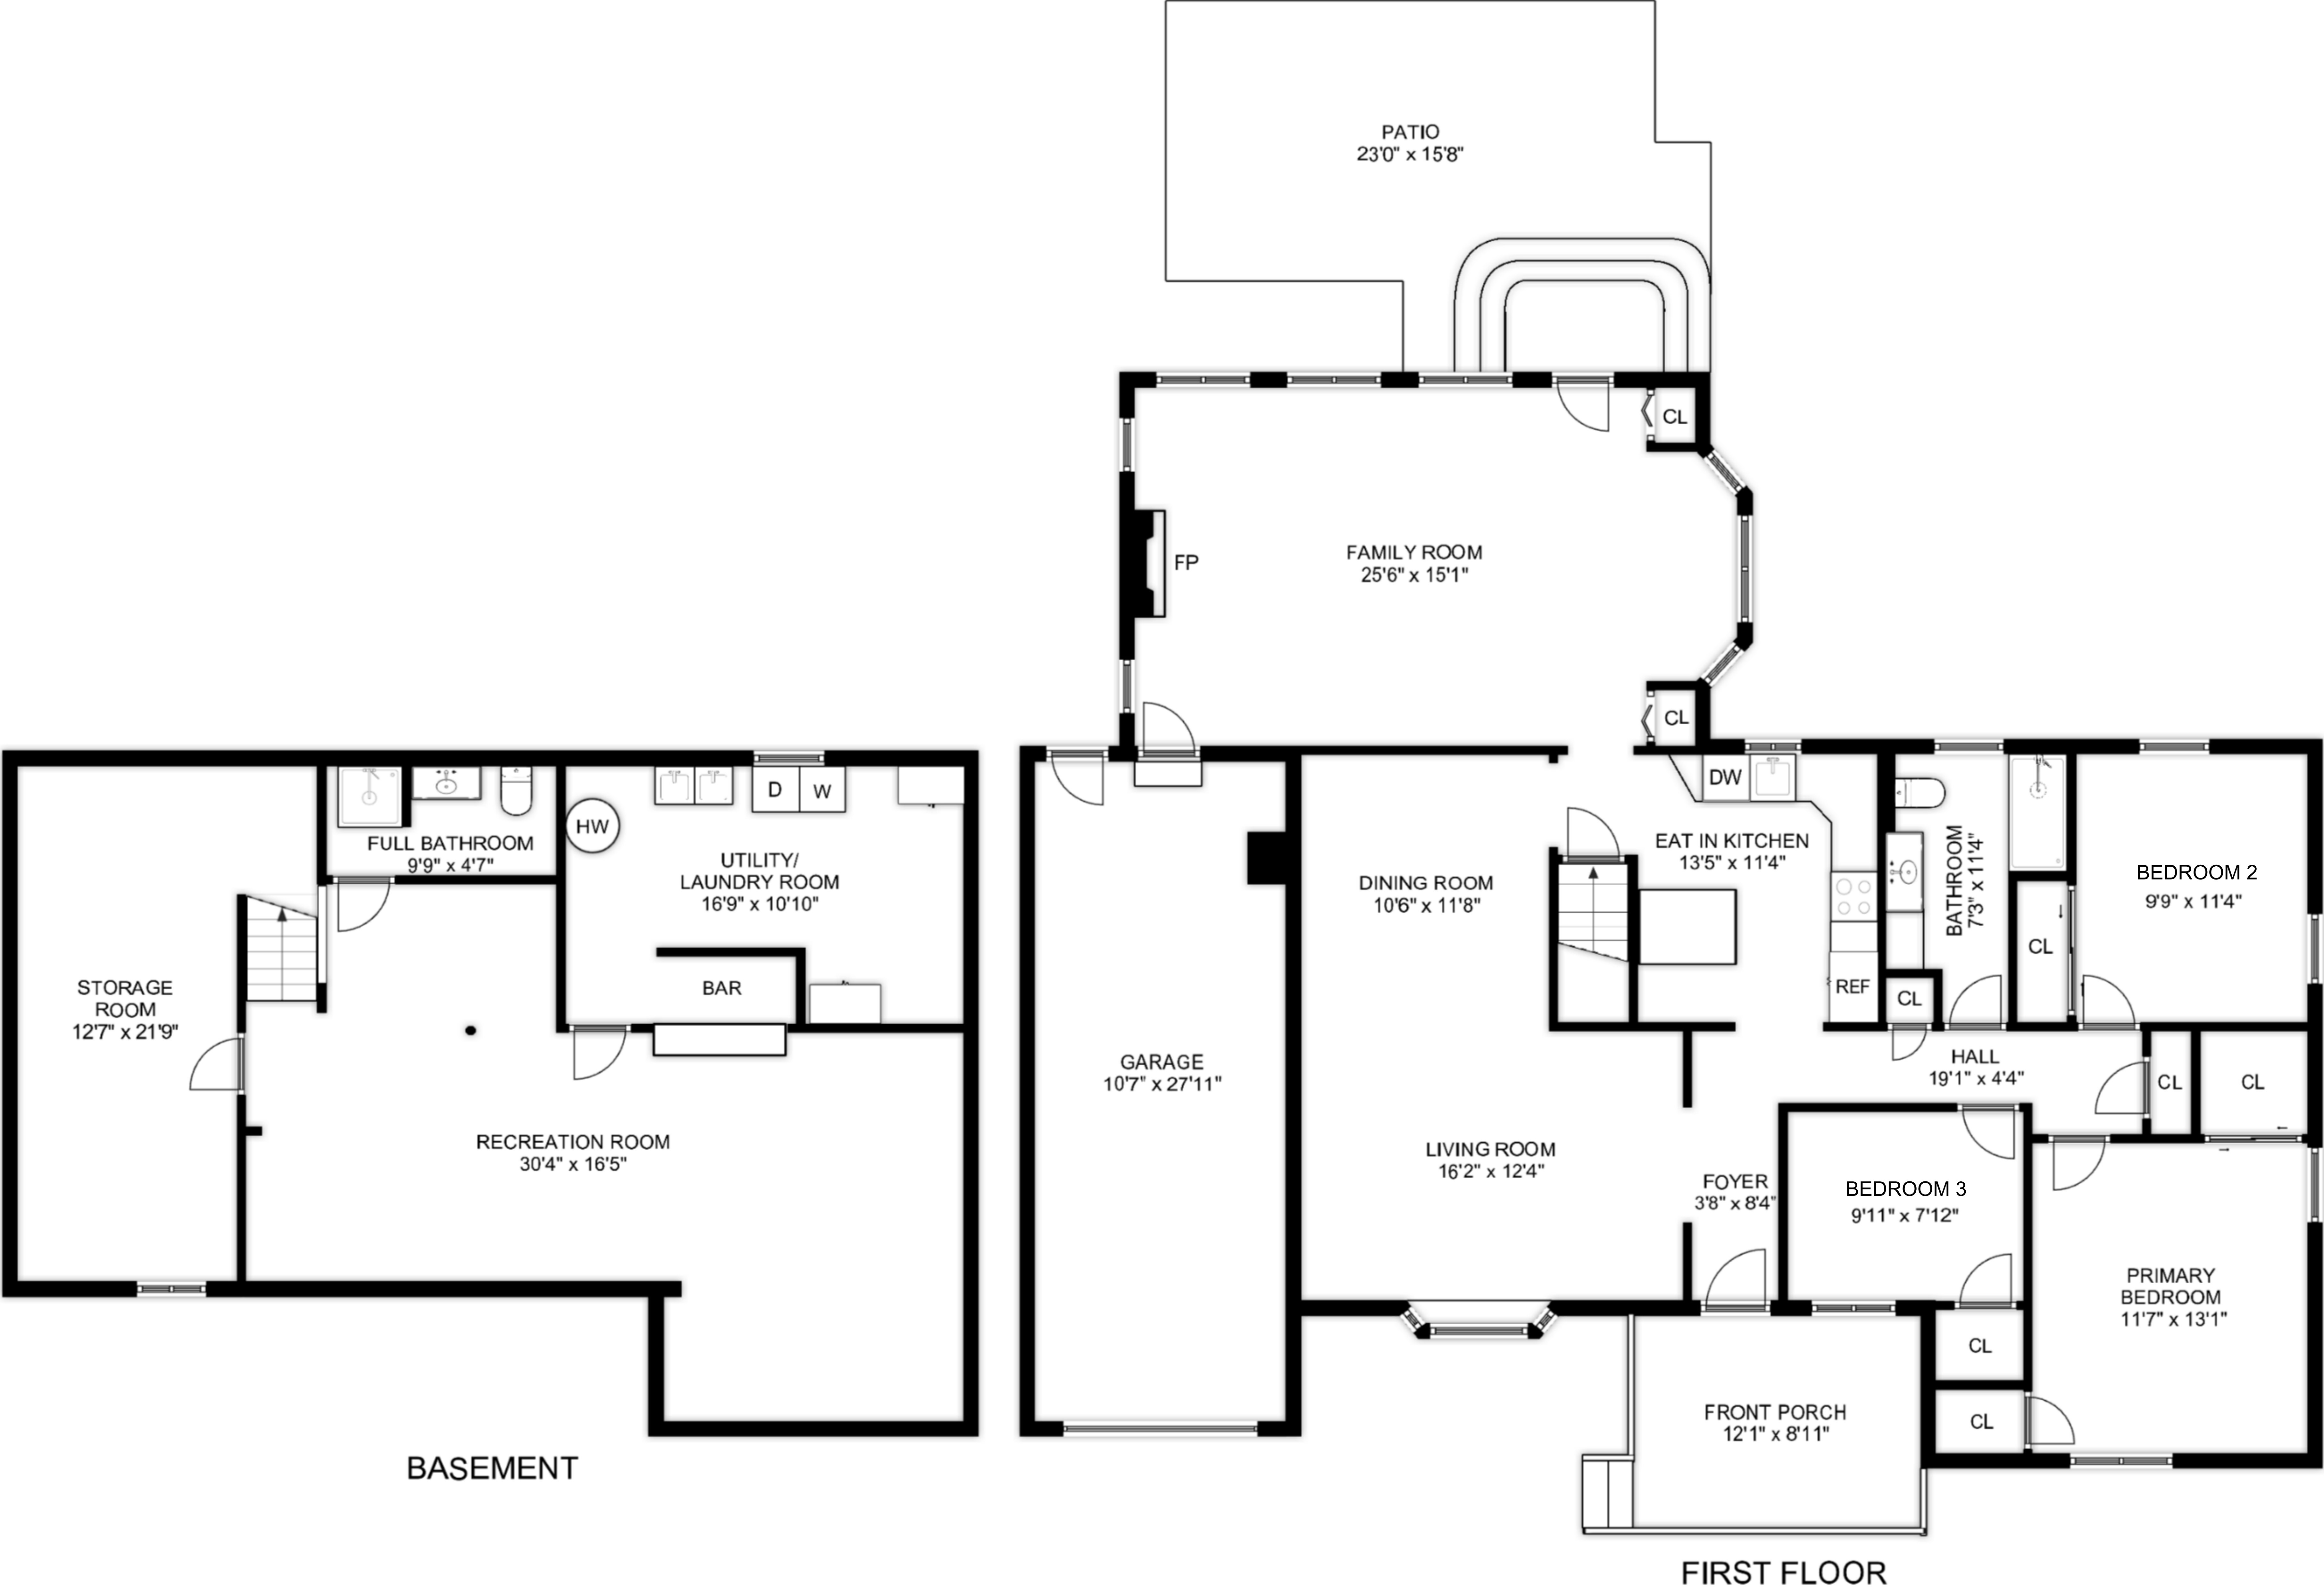 PATIO
23'0" x 15'8"
CL
FAMILY ROOM
25'6" x 15'1"
FP
CL
FULL BATHROOM
9'9" x 4'7"
HW
D
W
UTILITY/
LAUNDRY ROOM
16'9" x 10'10"
BAR
STORAGE
ROOM
12'7" x 21'9"
RECREATION ROOM
30'4" x 16'5"
BASEMENT
GARAGE
10'7" x 27'11"
DINING ROOM
10'6" x 11'8"
DW
EAT IN KITCHEN
13'5" x 11'4"
REF
BATHROOM
7'3" x 11'4"
CL
CL
BEDROOM 2
9'9" x 11'4"
HALL
19'1" x 4'4"
CL
CL
LIVING ROOM
16'2" x 12'4"
FOYER
3'8" x 8'4"
BEDROOM 3
9'11" x 7'12"
PRIMARY
BEDROOM
11'7" x 13'1"
CL
CL
FRONT PORCH
12'1" x 8'11"
FIRST FLOOR